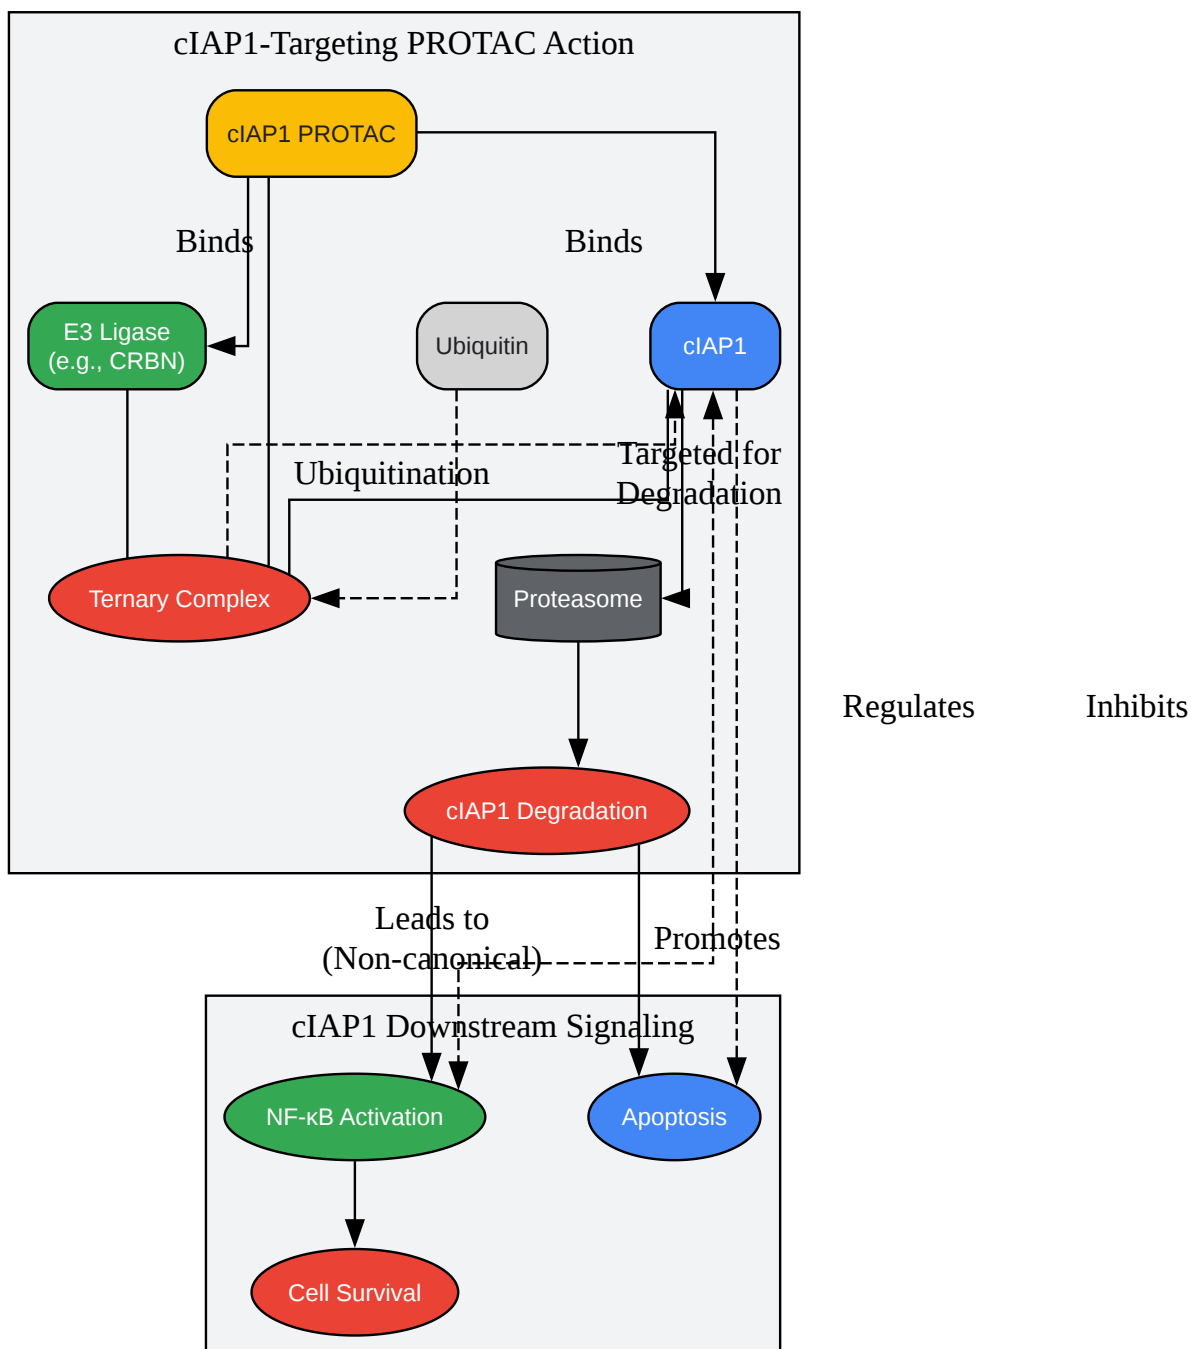 cIAP1-Targeting PROTAC Action
cIAP1 PROTAC
Binds
Binds
E3 Ligase
(e.g., CRBN)
Ubiquitin
cIAP1
Ubiquitination
Targeted for
Degradation
Ternary Complex
Proteasome
Regulates
Inhibits
cIAP1 Degradation
Leads to
(Non-canonical)
Promotes
cIAP1 Downstream Signaling
NF-κB Activation
Apoptosis
Cell Survival